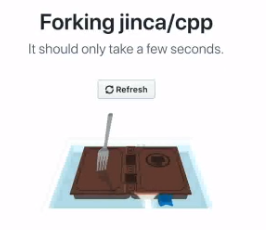 Forking jinca/cpp
It should only take a few seconds.
Refresh